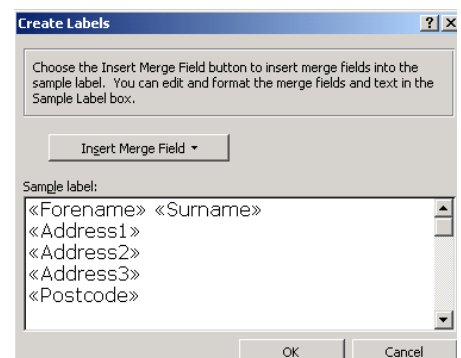 Create Labels
Choose the Insert Merge Field button to insert merge fields into the
sample label. You can edit and format the merge fields and text in the
Sample Label box.
Insert Merge Field
Sample label:
«Forename» «Surname»
«Address1»
«Address2»
«Address3»
«Postcode»
OK Cancel